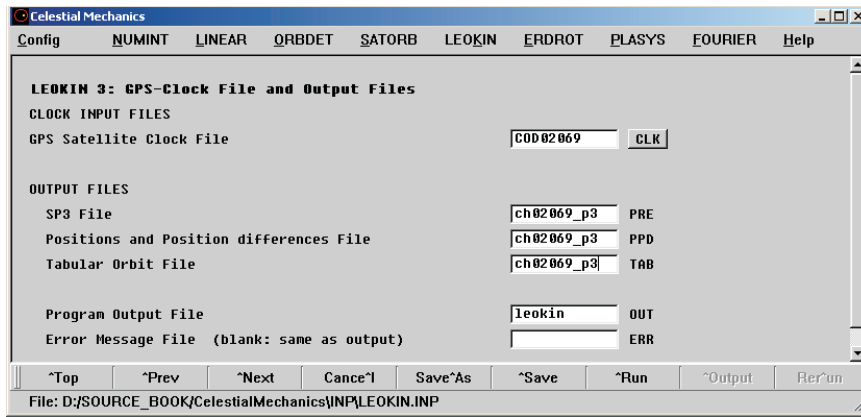 Celestial Mechanics
Config NUMINT LINEAR ORBDET SATORB LEOKIN ERDROT PLASYS FOURIER Help
LEOKIN 3: GPS-Clock File and Output Files
CLOCK INPUT FILES
GPS Satellite Clock File COD02069 CLK
OUTPUT FILES
SP3 File ch02069_p3 PRE
Positions and Position differences File ch02069_p3 PPD
Tabular Orbit File ch02069_p3 TAB
Program Output File leokin OUT
Error Message File (blank: same as output) ERR
^Top ^Prev ^Next Cance^l Save^As ^Save ^Run ^Output Rer^un
File: D:/SOURCE_BOOK/CelestialMechanics\INP\LEOKIN.INP